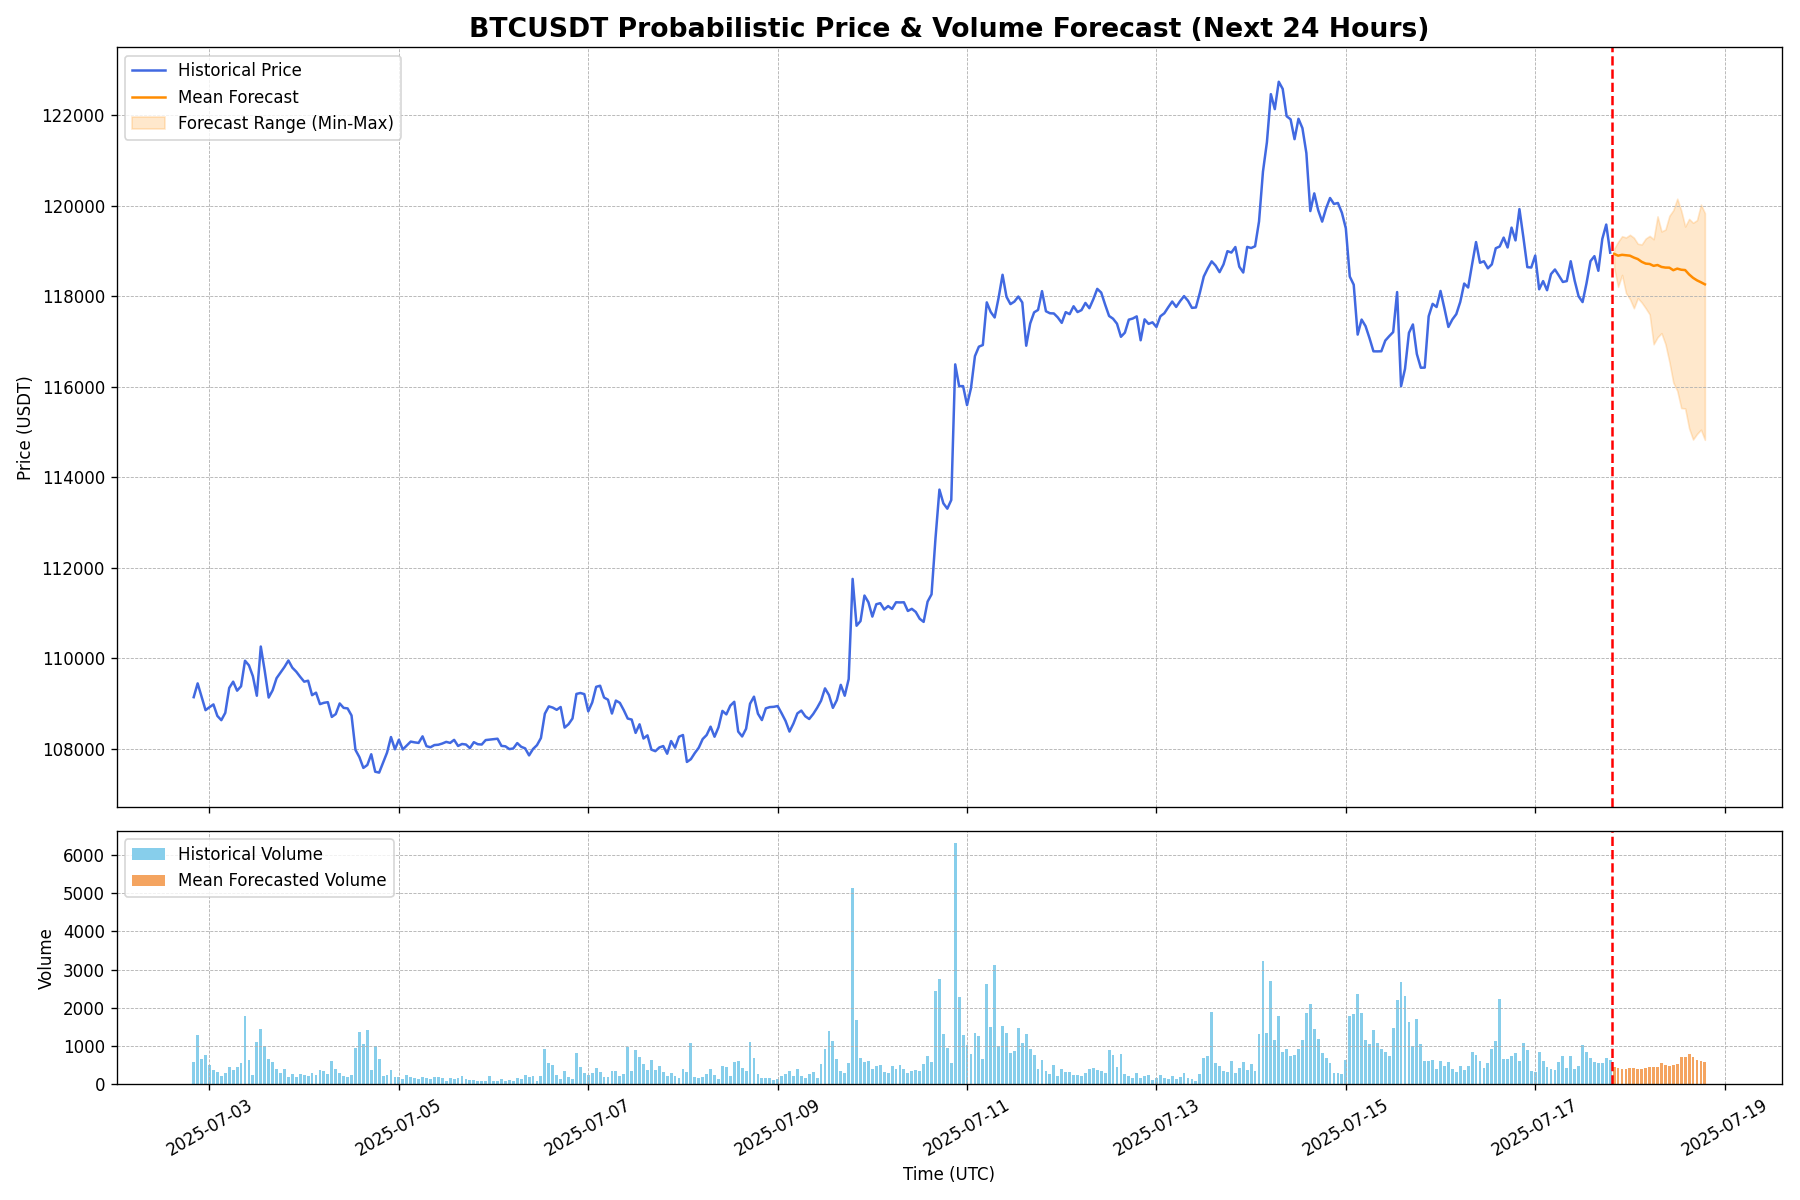 BTCUSDT Probabilistic Price & Volume Forecast (Next 24 Hours)
Historical Price
Mean Forecast
Forecast Range (Min-Max)
122000
120000
118000
116000
114000
112000
110000
108000
Price (USDT)
Historical Volume
Mean Forecasted Volume
6000
5000
4000
3000
2000
1000
0
Volume
2025-07-03
2025-07-05
2025-07-07
2025-07-09
2025-07-11
2025-07-13
2025-07-15
2025-07-17
2025-07-19
Time (UTC)